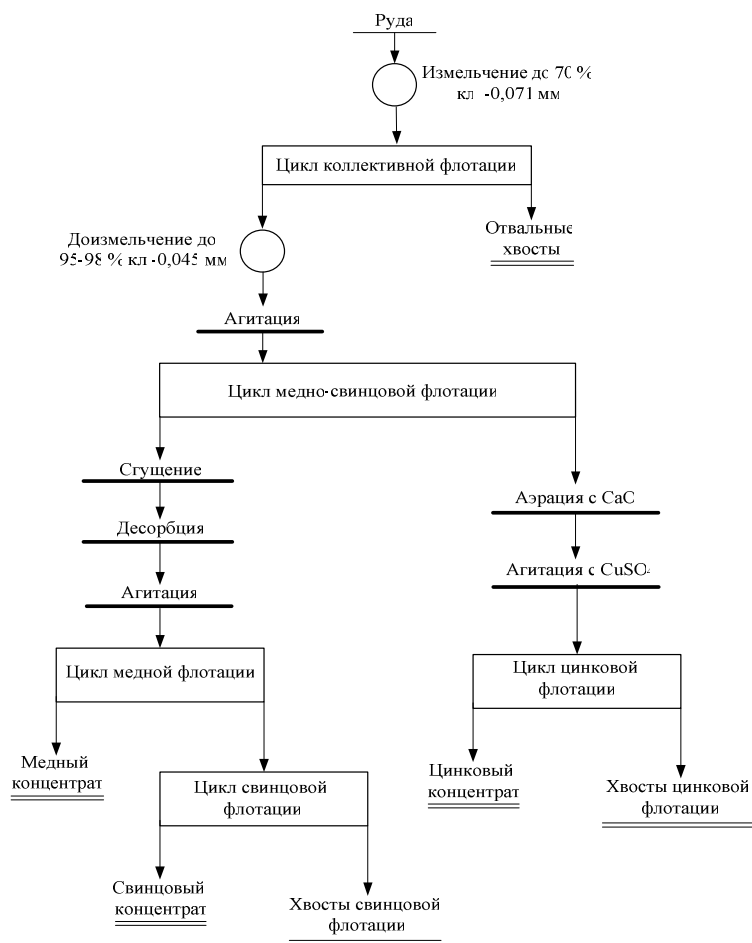 Руда
Измельчение до 70 %
кл -0,071 мм
Цикл коллективной флотации
Отвальные
хвосты
Доизмельчение до
95-98 % кл -0,045 мм
Агитация
Цикл медно-свинцовой флотации
Сгущение
Десорбция
Агитация
Аэрация с CaC
Агитация с CuSO4
Цикл медной флотации
Цикл цинковой
флотации
Медный
концентрат
Цикл свинцовой
флотации
Цинковый
концентрат
Хвосты цинковой
флотации
Свинцовый
концентрат
Хвосты свинцовой
флотации